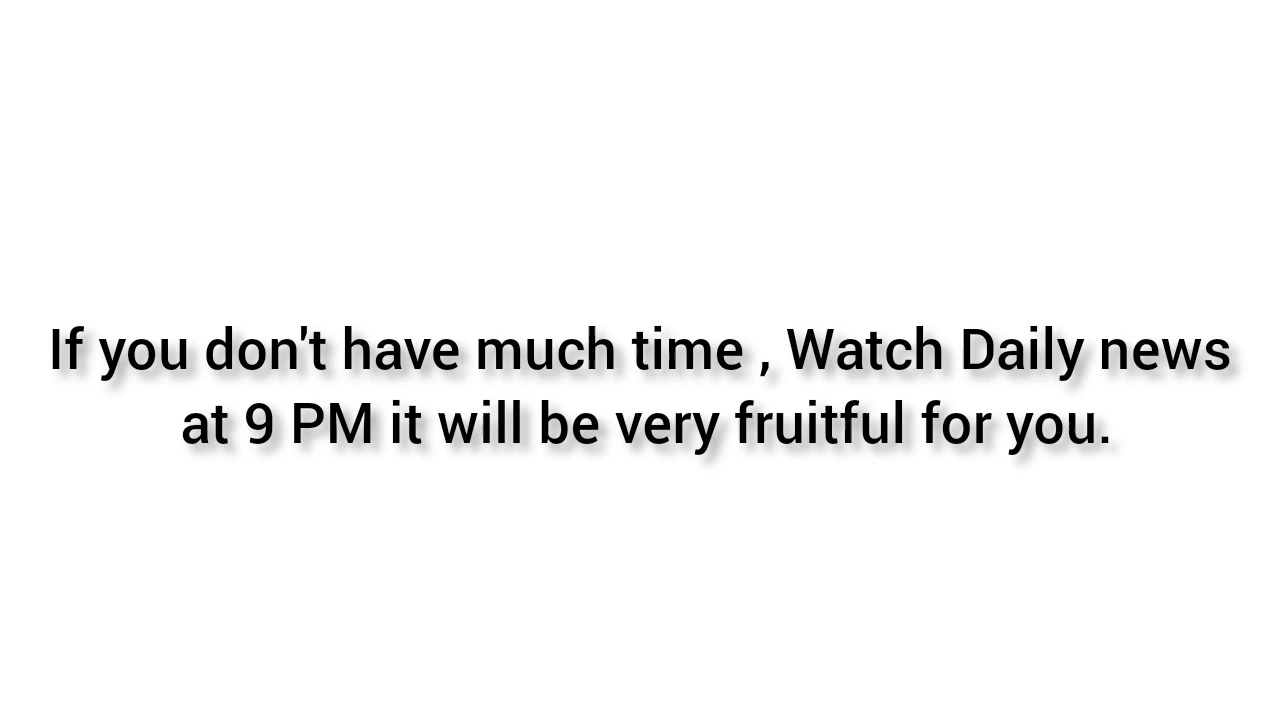 If you don't have much time , Watch Daily news
at 9 PM it will be very fruitful for you.